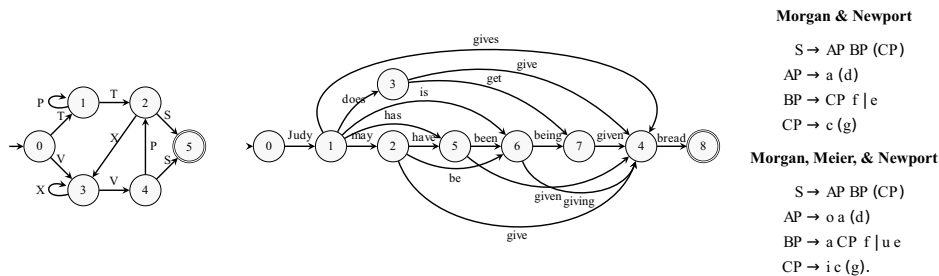 P
T
T
V
X
V
X
P
S
S
0
1
2
3
4
5
Judy
does
gives
is
has
may
give
get
have
been
being
given
bread
be
given
giving
give
0
1
2
3
4
5
6
7
8
Morgan & Newport
S → AP BP (CP)
AP → a (d)
BP → CP f | e
CP → c (g)
Morgan, Meier, & Newport
S → AP BP (CP)
AP → o a (d)
BP → a CP f | u e
CP → i c (g).